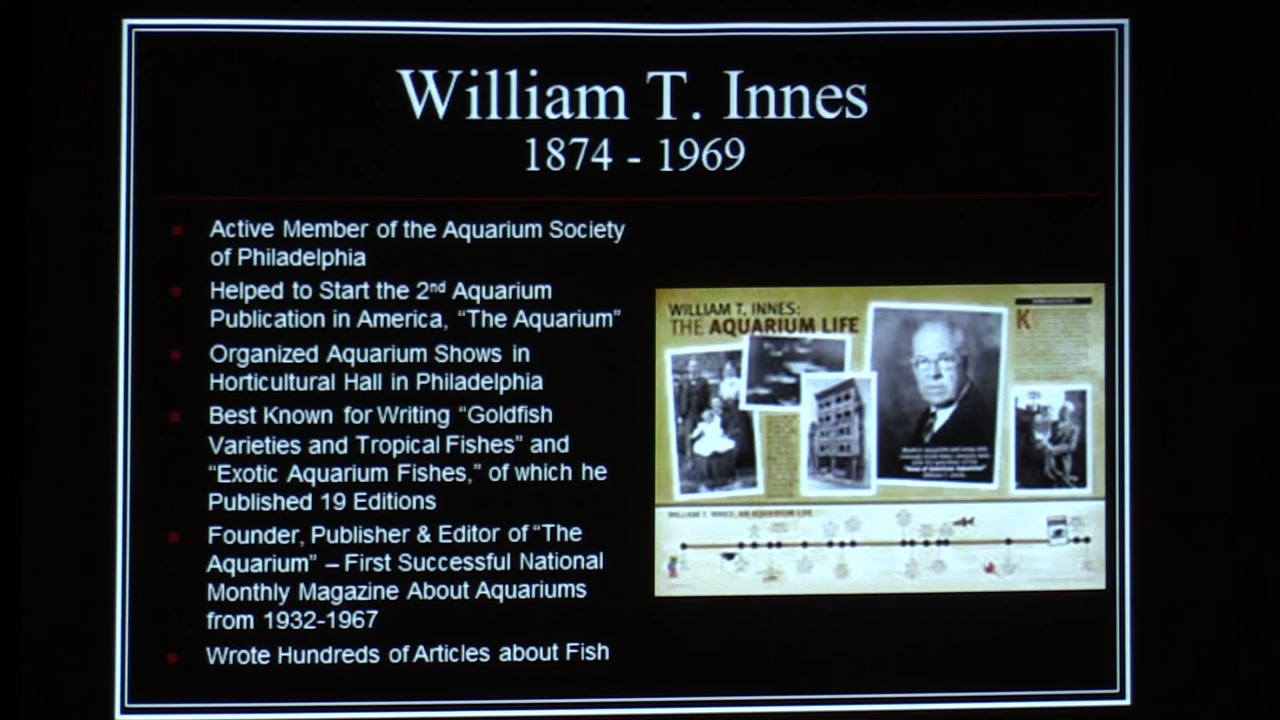 William T. Innes
1874 - 1969
Active Member of the Aquarium Society
of Philadelphia
Helped to Start the 2nd Aquarium
Publication in America, “The Aquarium”
Organized Aquarium Shows in
Horticultural Hall in Philadelphia
Best Known for Writing “Goldfish
Varieties and Tropical Fishes” and
“Exotic Aquarium Fishes,” of which he
Published 19 Editions
Founder, Publisher & Editor of “The
Aquarium” – First Successful National
Monthly Magazine About Aquariums
from 1932-1967
Wrote Hundreds of Articles about Fish
WILLIAM T. INNES:
THE AQUARIUM LIFE
K
WILLIAM T. INNES: AN AQUARIUM LIFE